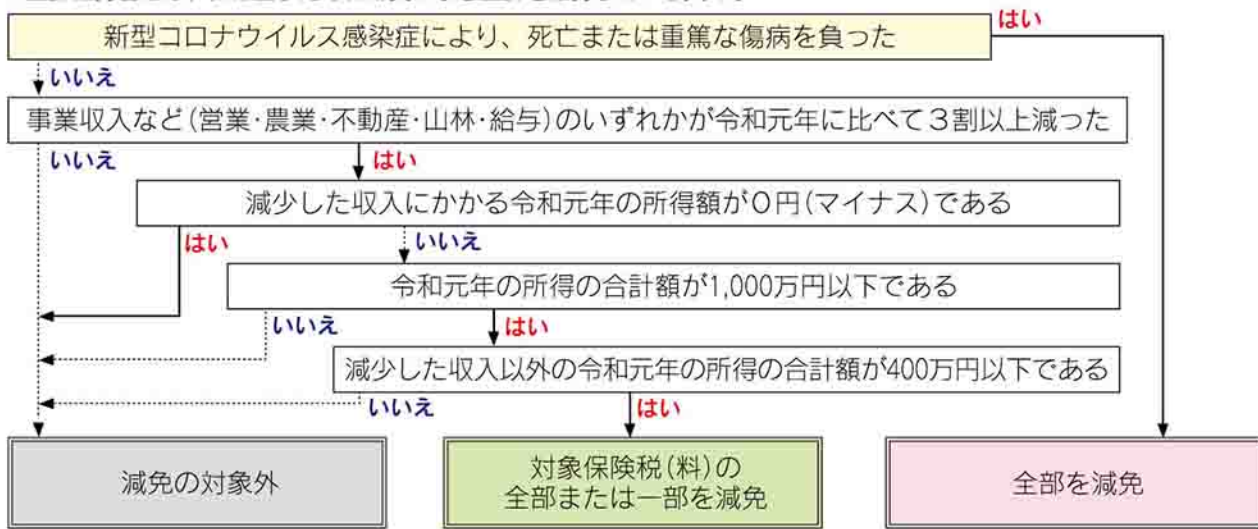 新型コロナウイルス感染症により、死亡または重篤な傷病を負った
はい
いいえ
事業収入など(営業・農業・不動産・山林・給与)のいずれかが令和元年に比べて3割以上減った
いいえ
はい
減少した収入にかかる令和元年の所得額が0円(マイナス)である
はい
いいえ
令和元年の所得の合計額が1,000万円以下である
いいえ
はい
減少した収入以外の令和元年の所得の合計額が400万円以下である
いいえ
はい
減免の対象外
対象保険税(料)の
全部または一部を減免
全部を減免